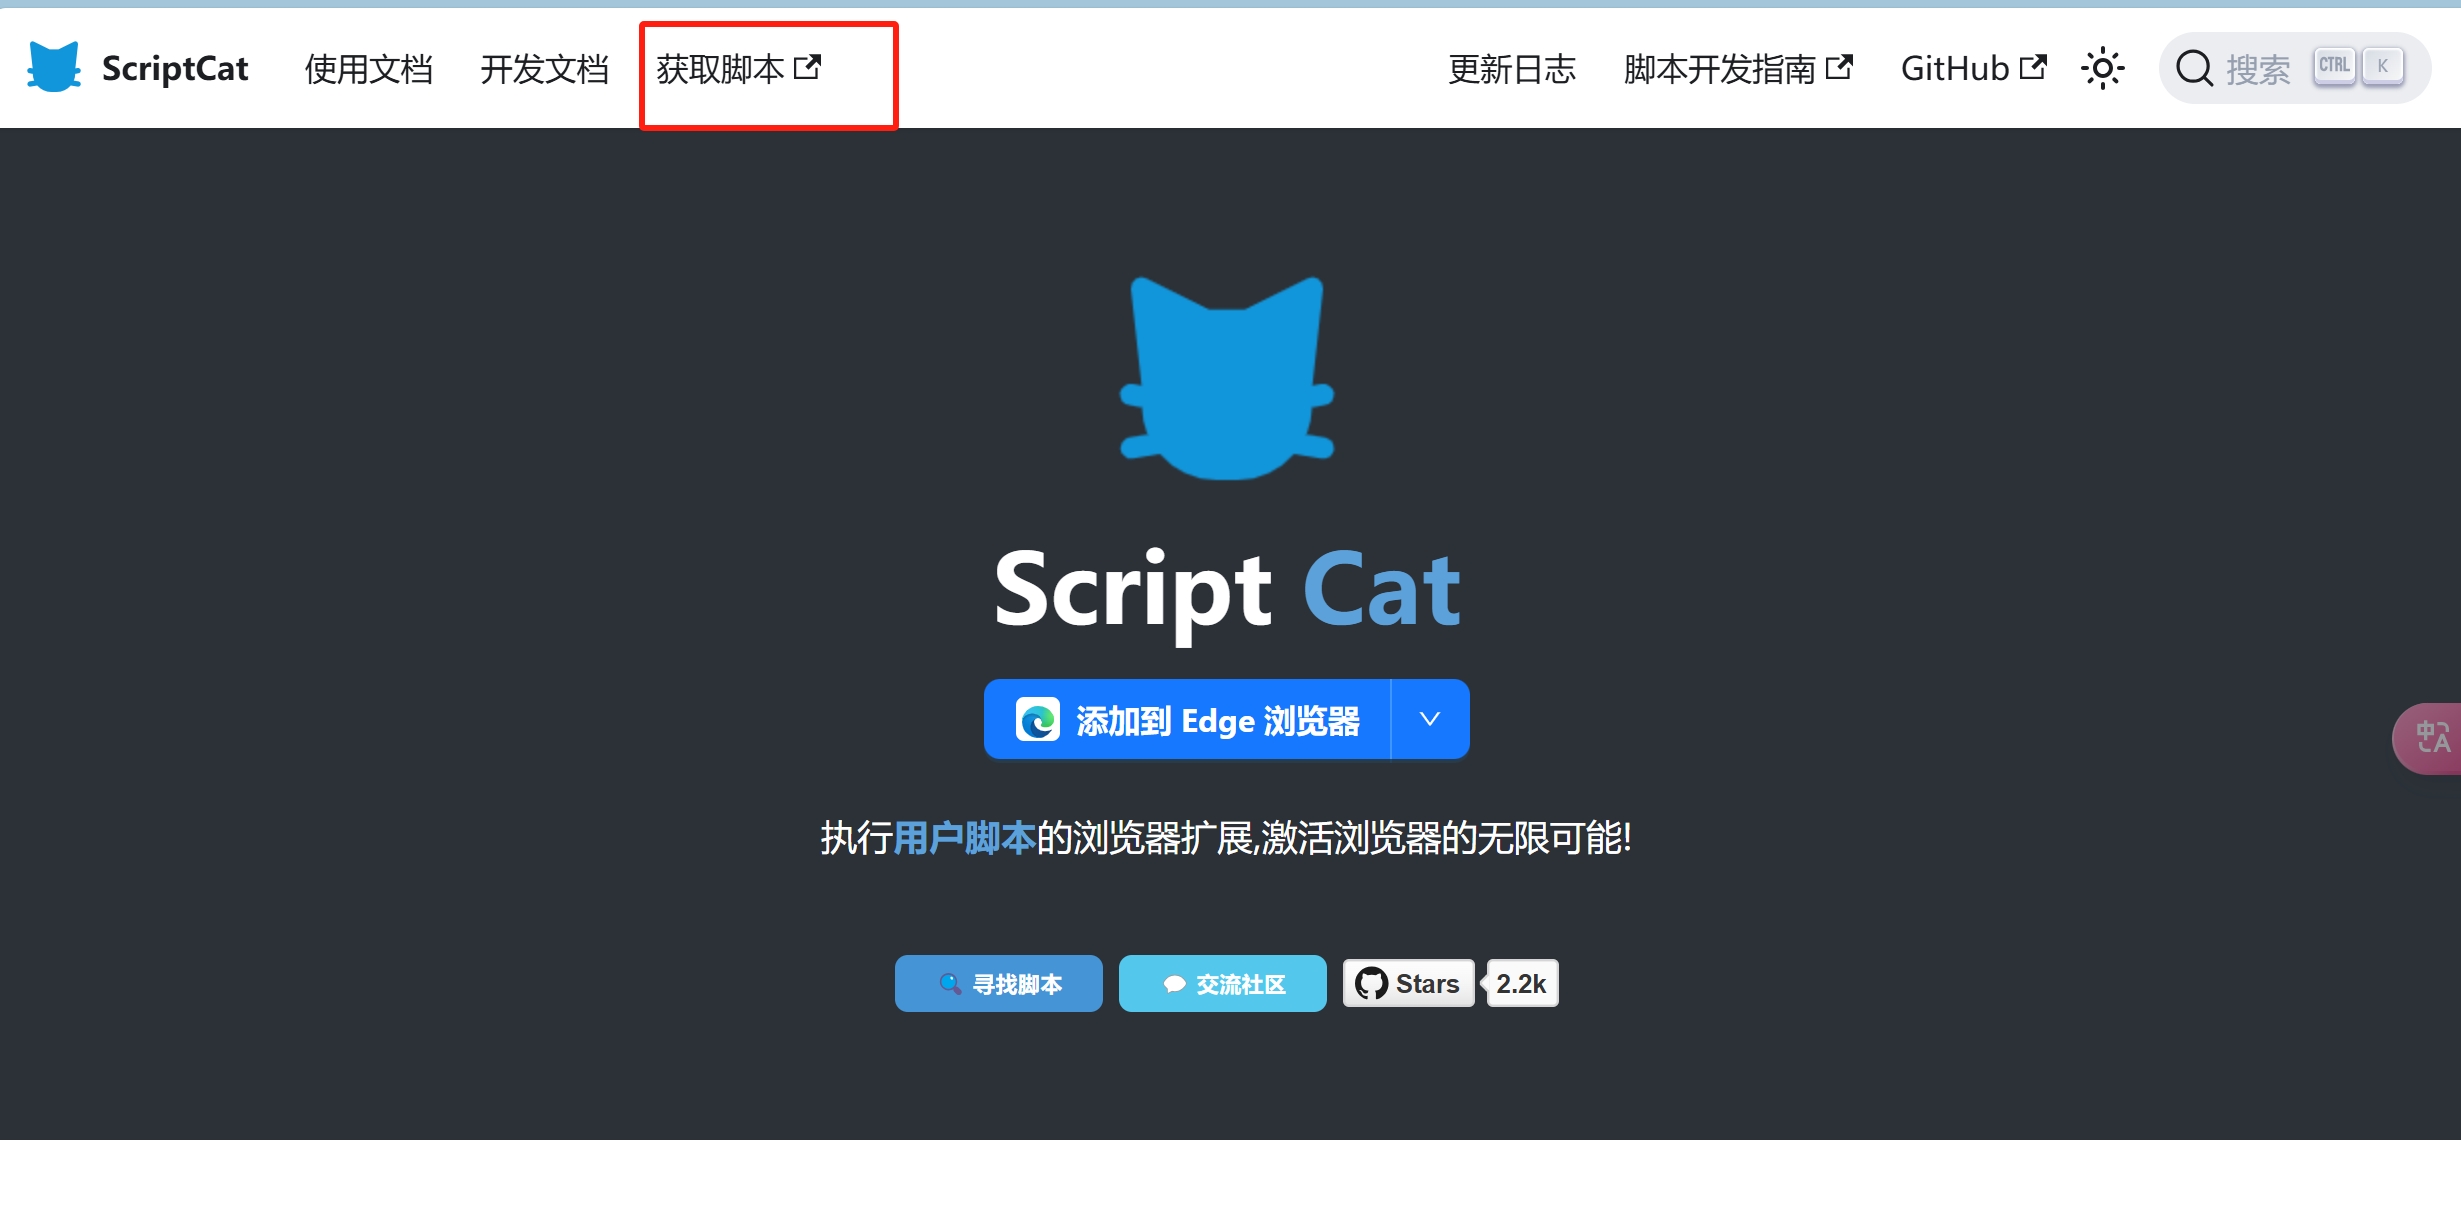 ScriptCat 使用文档 开发文档 获取脚本 更新日志 脚本开发指南 GitHub 搜索 CTRL K
Script Cat
添加到 Edge 浏览器
中A
执行用户脚本的浏览器扩展,激活浏览器的无限可能!
寻找脚本 交流社区 Stars 2.2k